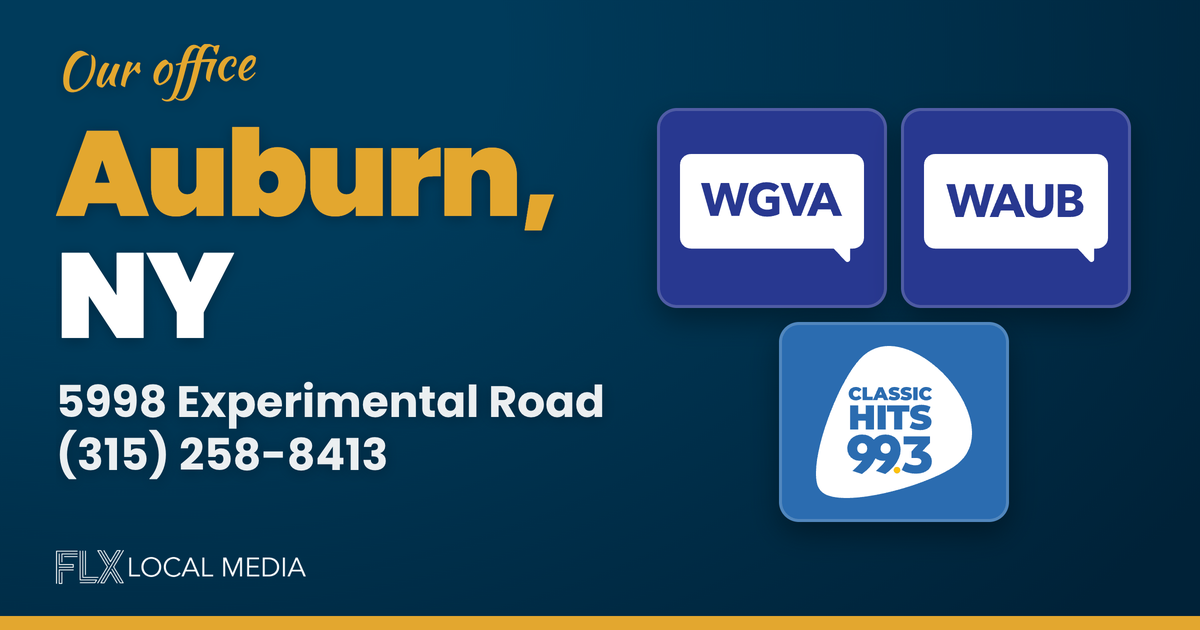 Our office
Auburn,
NY
5998 Experimental Road
(315) 258-8413
FLX LOCAL MEDIA
WGVA
WAUB
CLASSIC
HITS
99.3